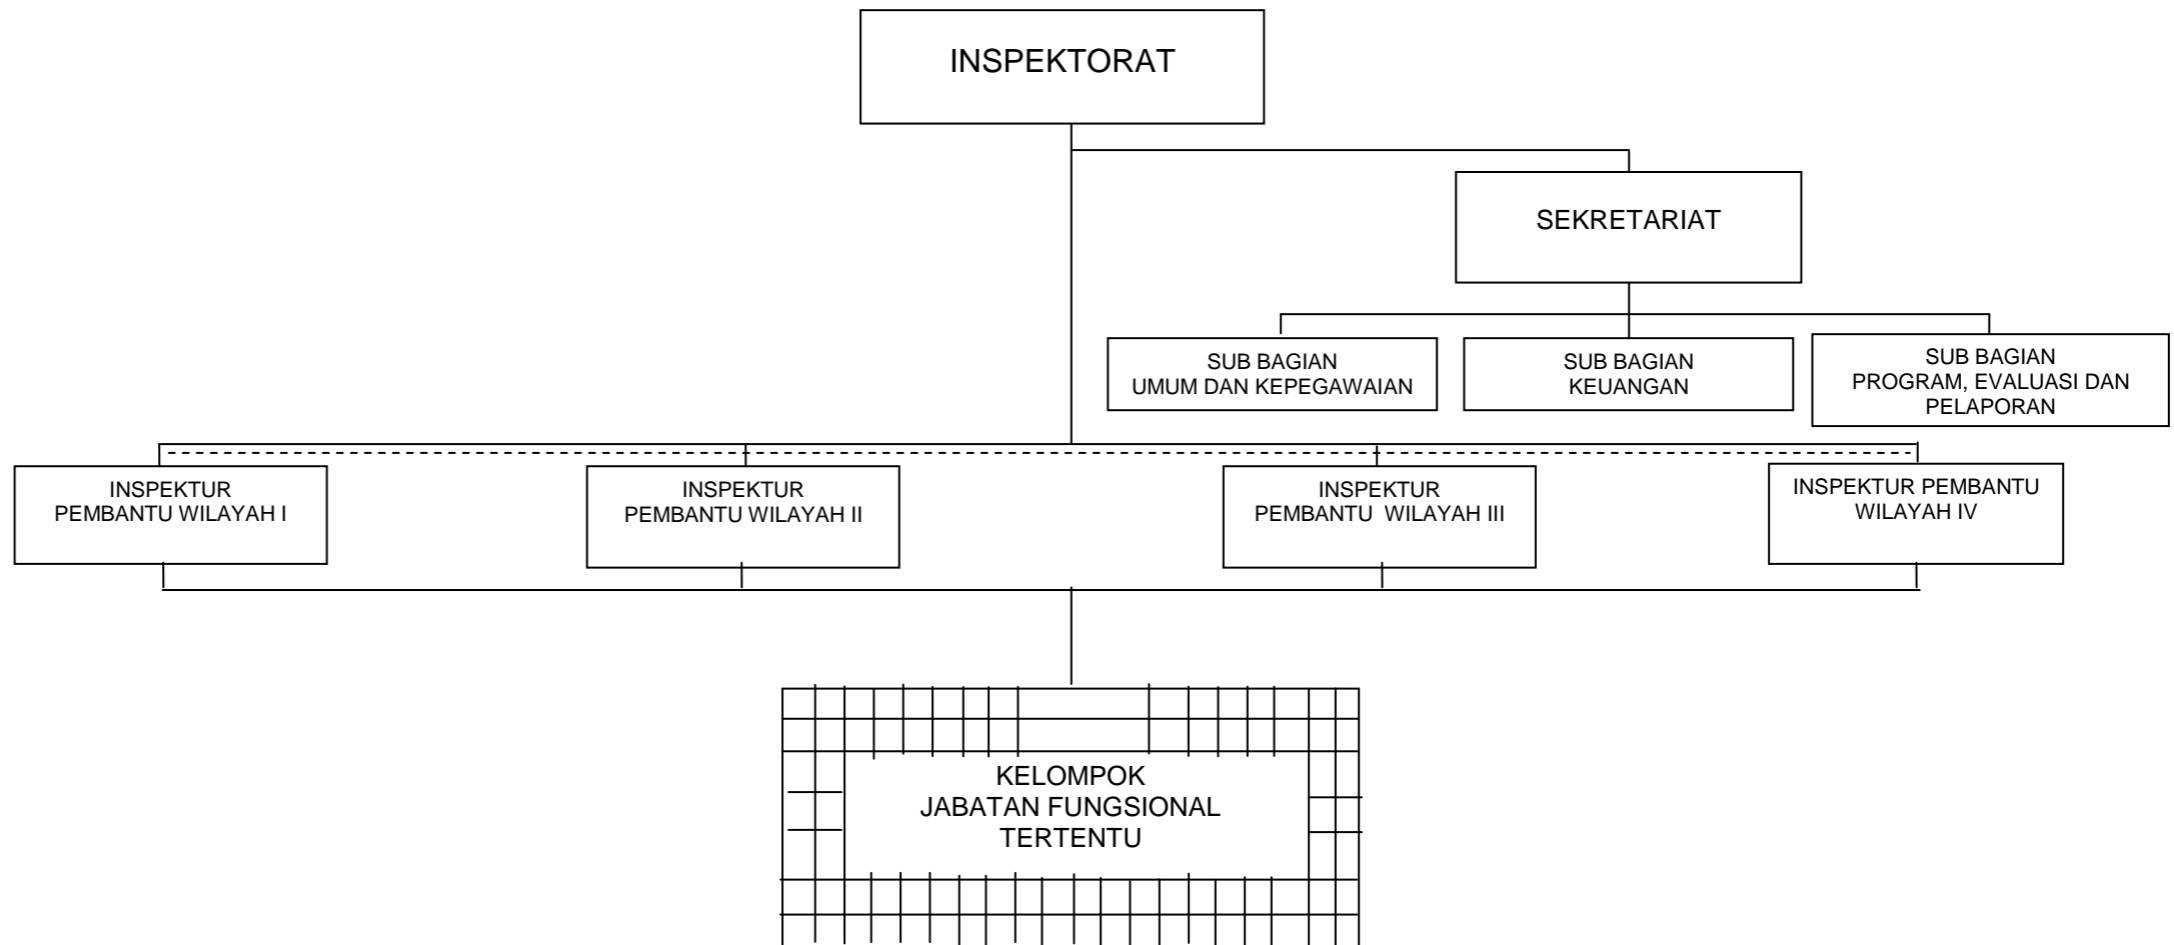 INSPEKTORAT
SEKRETARIAT
SUB BAGIAN
UMUM DAN KEPEGAWAIAN
SUB BAGIAN
KEUANGAN
SUB BAGIAN
PROGRAM, EVALUASI DAN
PELAPORAN
INSPEKTUR
PEMBANTU WILAYAH I
INSPEKTUR
PEMBANTU WILAYAH II
INSPEKTUR
PEMBANTU WILAYAH III
INSPEKTUR PEMBANTU
WILAYAH IV
KELOMPOK
JABATAN FUNGSIONAL
TERTENTU